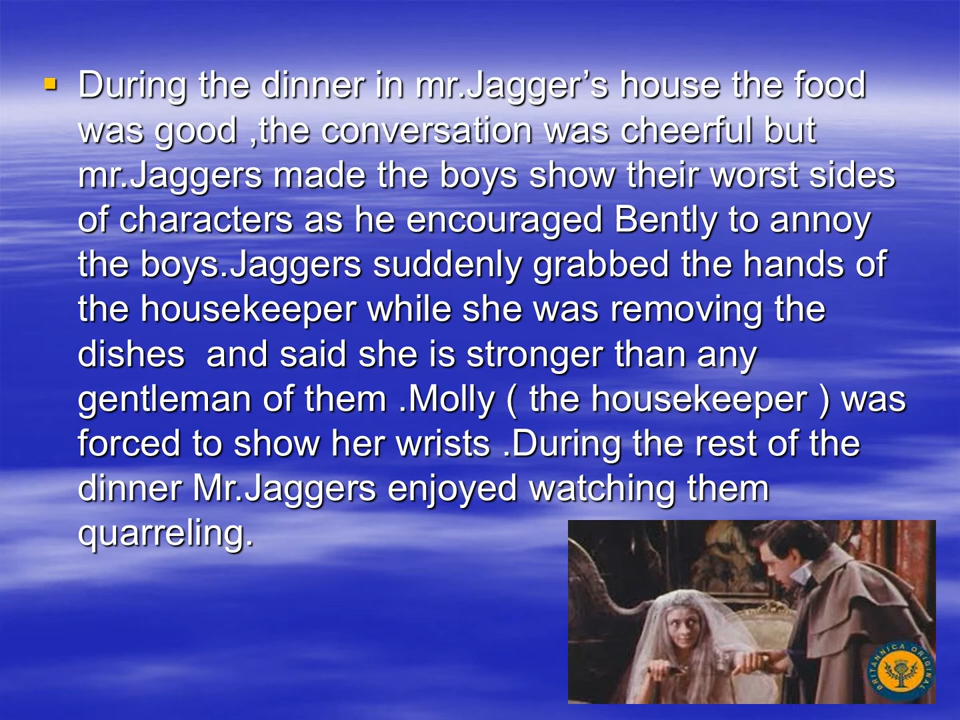 During the dinner in mr.Jagger’s house the food
was good ,the conversation was cheerful but
mr.Jaggers made the boys show their worst sides
of characters as he encouraged Bently to annoy
the boys.Jaggers suddenly grabbed the hands of
the housekeeper while she was removing the
dishes  and said she is stronger than any
gentleman of them .Molly ( the housekeeper ) was
forced to show her wrists .During the rest of the
dinner Mr.Jaggers enjoyed watching them
quarreling.
BRITANNICA ORIGINAL